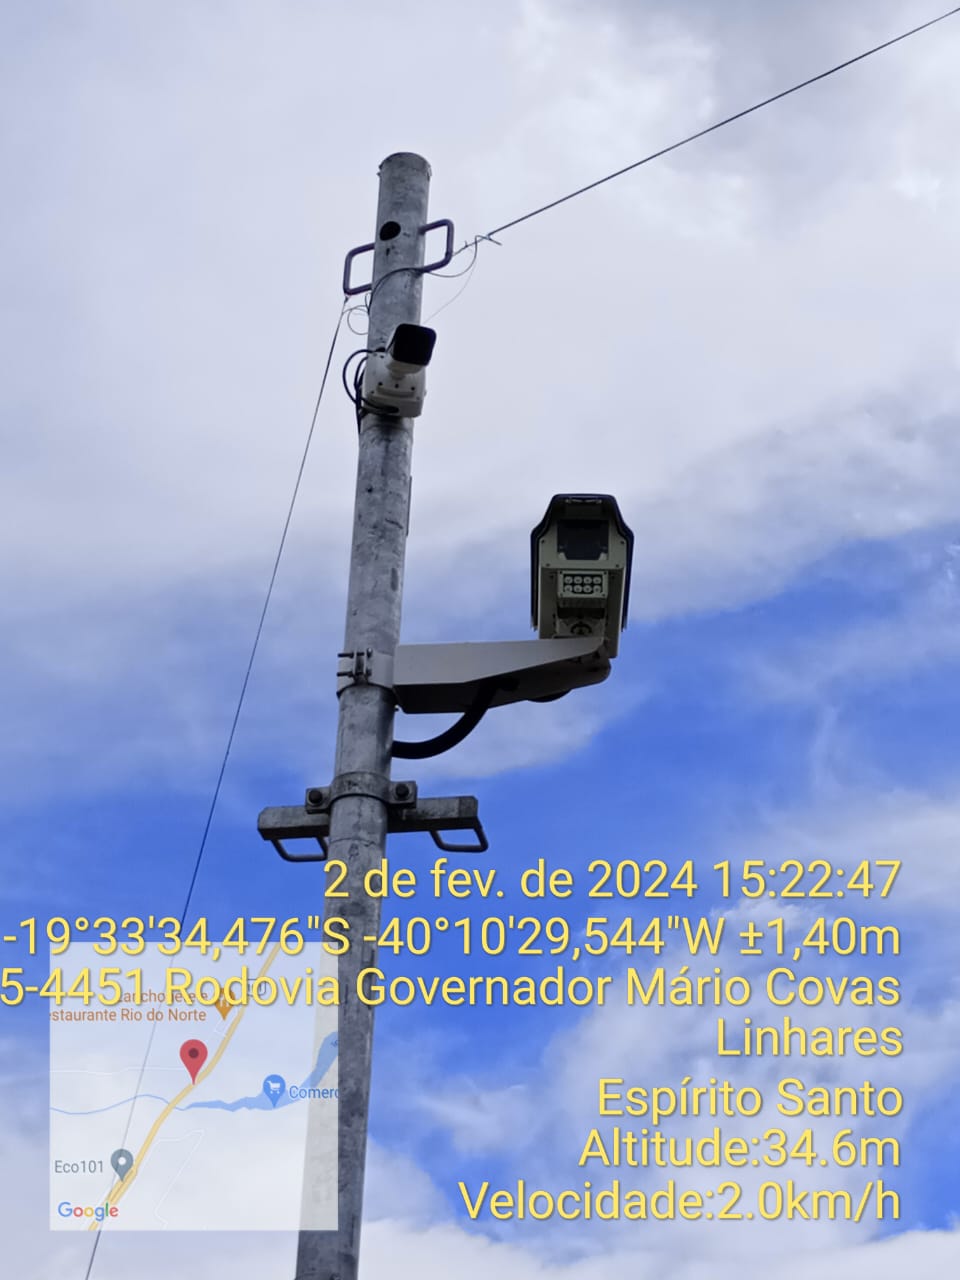 2 de fev. de 2024 15:22:47
-19°33'34,476"S -40°10'29,544"W ±1,40m
5-4451 Rodovia Governador Mário Covas
Linhares
Espírito Santo
Altitude:34.6m
Velocidade:2.0km/h
estaurante Rio do Norte
Comerc
Eco101
Google